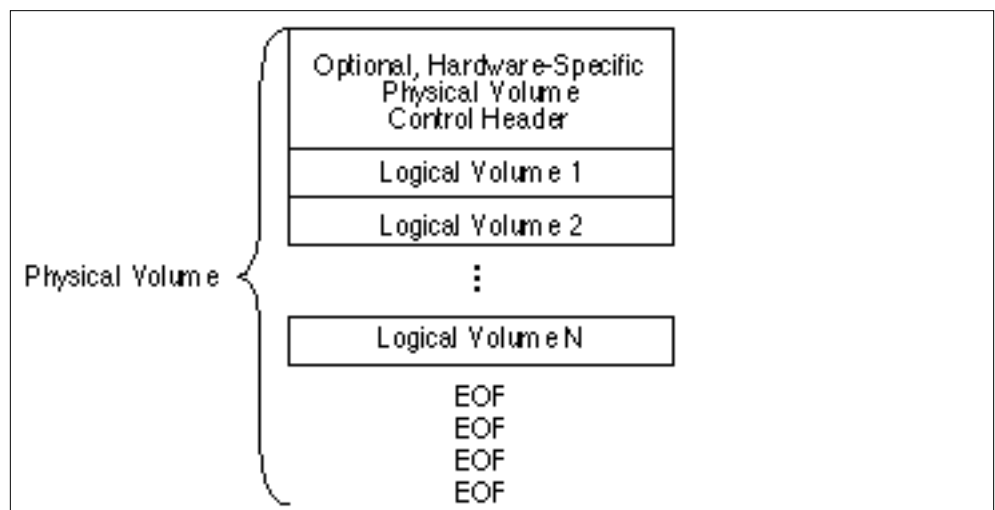 Optional, Hardware-Specific
Physical Volume
Control Header
Logical Volume 1
Logical Volume 2
Physical Volume
⋮
Logical Volume N
EOF
EOF
EOF
EOF